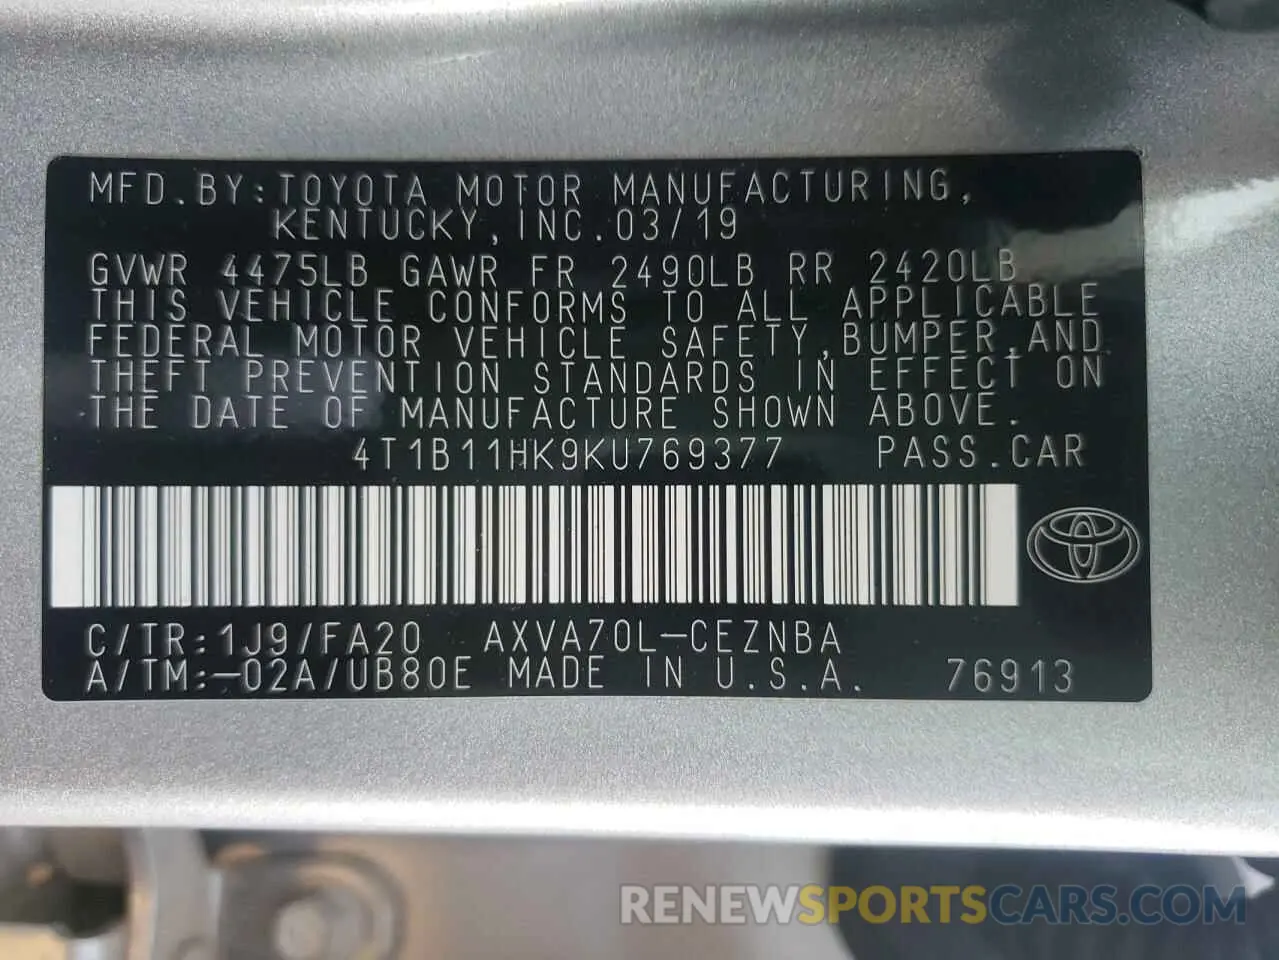 MFD.BY:TOYOTA MOTOR MANUFACTURING,
KENTUCKY,INC.03/19
GVWR 4475LB GAWR FR 2490LB RR 2420LB
THIS VEHICLE CONFORMS TO ALL APPLICABLE
FEDERAL MOTOR VEHICLE SAFETY,BUMPER,AND
THEFT PREVENTION STANDARDS IN EFFECT ON
THE DATE OF MANUFACTURE SHOWN ABOVE.
4T1B11HK9KU769377 PASS.CAR
C/TR:1J9/FA20 AXVA70L-CEZNBA
A/TM:-02A/UB80E MADE IN U.S.A. 76913
RENEWSPORTSCARS.COM